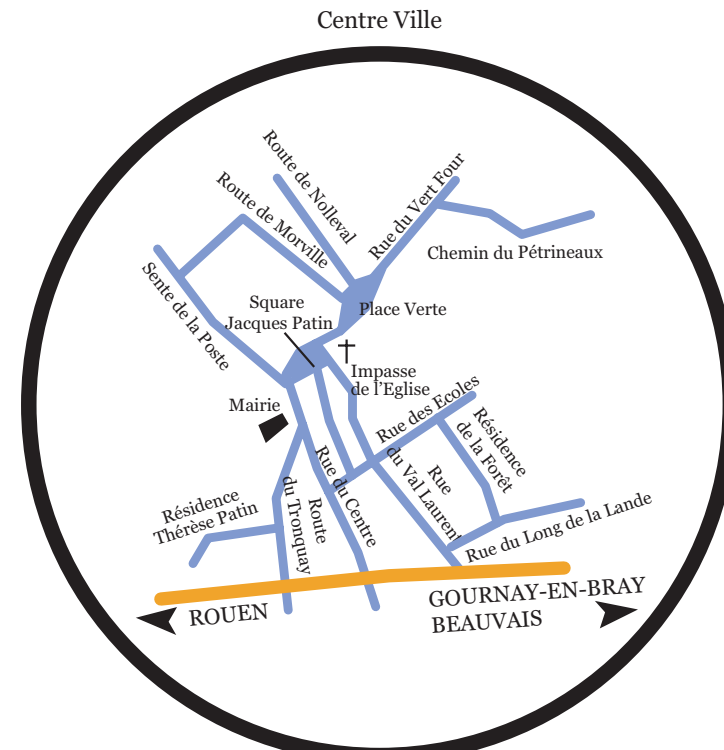 Centre Ville
Route de Nolleval
Route de Morville
Rue du Vert Four
Chemin du Pétrineaux
Sente de la Poste
Square
Jacques Patin
Place Verte
Impasse
de l'Eglise
Mairie
Rue des Ecoles
Résidence
de la Forêt
Rue
du Val Laurent
Rue du Centre
Route
du Tronquay
Résidence
Thérèse Patin
Rue du Long de la Lande
ROUEN
GOURNAY-EN-BRAY
BEAUVAIS